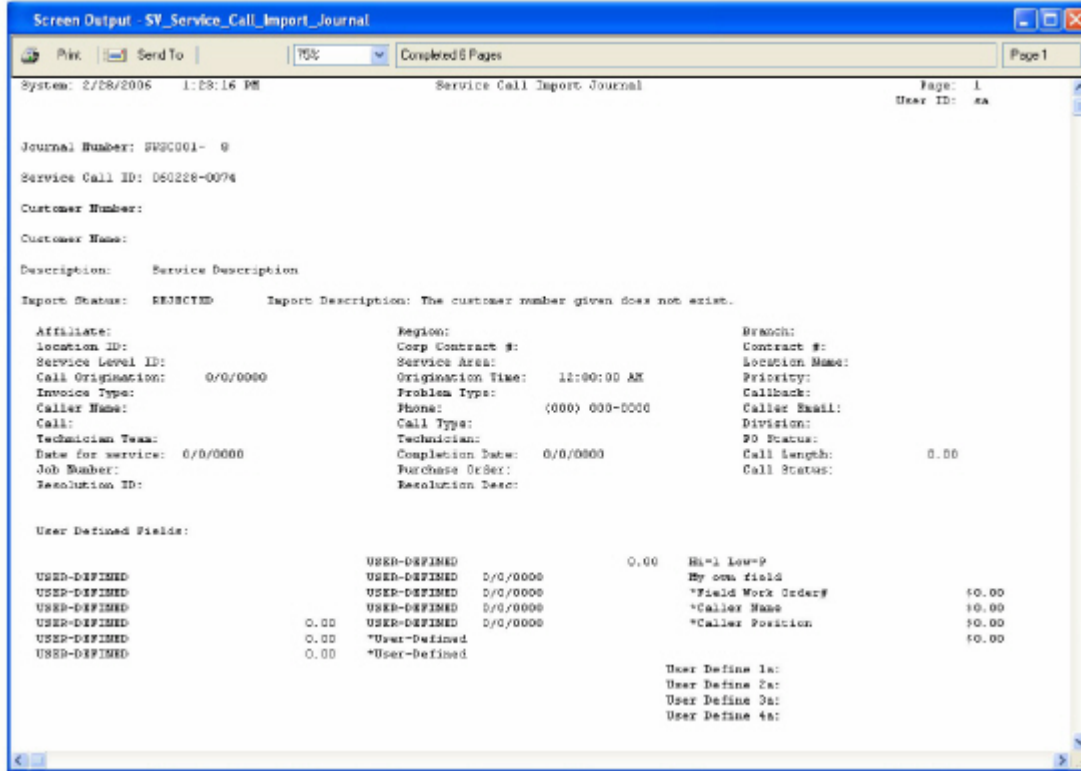 Screen Output - SV_Service_Call_Import_Journal
Print Send To 75% Completed 6 Pages Page 1
System: 2/28/2006 1:23:16 PM Service Call Import Journal Page: 1
User ID: sa
Journal Number:
Service Call ID: 060228-0074
Customer Number:
Customer Name:
Description: Service Description
Import Status: REJECTED Import Description: The customer number given does not exist.
Affiliate: Region: Branch:
Location ID: Corp Contract #: Contract #:
Service Level ID: Service Area: Location Name:
Call Origination: 0/0/0000 Origination Time: 12:00:00 AM Priority:
Invoice Type: Problem Type: Callback:
Caller Name: Phone: (000) 000-0000 Caller Email:
Call: Call Type: Division:
Technician Team: Technician: PO Status:
Date for service: 0/0/0000 Completion Date: 0/0/0000 Call Length: 0.00
Job Number: Purchase Order: Call Status:
Resolution ID: Resolution Desc:
User Defined Fields:
USER-DEFINED 0.00 Hi=1 Low=9
USER-DEFINED USER-DEFINED 0/0/0000 My own field
USER-DEFINED USER-DEFINED 0/0/0000 *Field Work Order# $0.00
USER-DEFINED USER-DEFINED 0/0/0000 *Caller Name $0.00
USER-DEFINED 0.00 USER-DEFINED 0/0/0000 *Caller Position $0.00
USER-DEFINED 0.00 *User-Defined $0.00
USER-DEFINED 0.00 *User-Defined
User Define 1a:
User Define 2a:
User Define 3a:
User Define 4a: